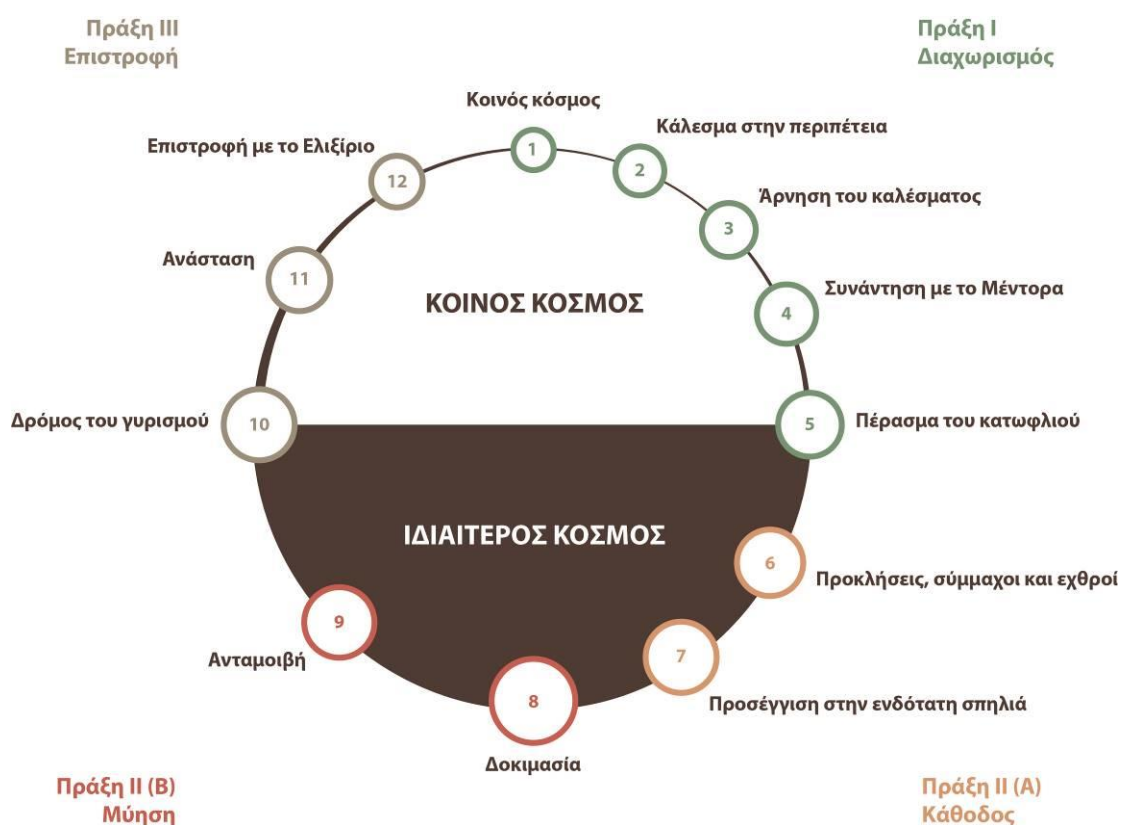 Πράξη III
Επιστροφή
Πράξη I
Διαχωρισμός
Κοινός κόσμος
1
Κάλεσμα στην περιπέτεια
2
Άρνηση του καλέσματος
3
Συνάντηση με το Μέντορα
4
Πέρασμα του κατωφλιού
5
Προκλήσεις, σύμμαχοι και εχθροί
6
Προσέγγιση στην ενδότατη σπηλιά
7
Δοκιμασία
8
Ανταμοιβή
9
Δρόμος του γυρισμού
10
Ανάσταση
11
Επιστροφή με το Ελιξίριο
12
ΚΟΙΝΟΣ ΚΟΣΜΟΣ
ΙΔΙΑΙΤΕΡΟΣ ΚΟΣΜΟΣ
Πράξη II (Β)
Μύηση
Πράξη II (Α)
Κάθοδος